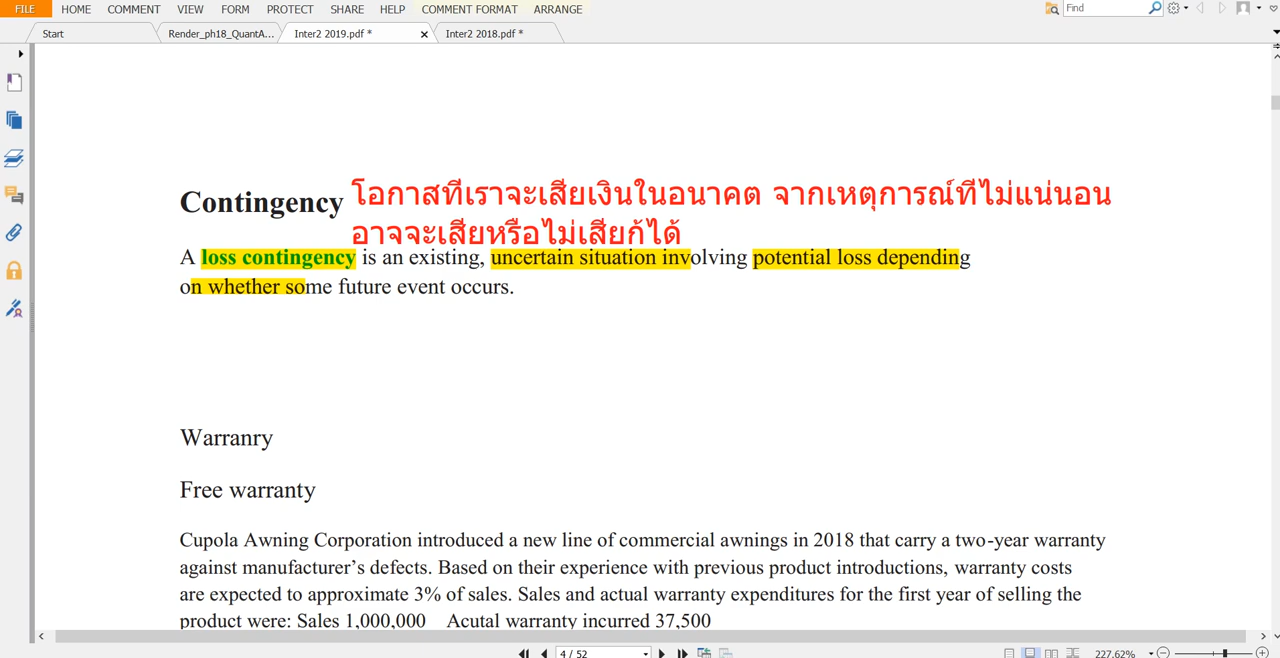 FILE HOME COMMENT VIEW FORM PROTECT SHARE HELP COMMENT FORMAT ARRANGE Find
Start Render_ph18_QuantA... Inter2 2019.pdf * Inter2 2018.pdf *
Contingency โอกาสที่เราจะเสียเงินในอนาคต จากเหตุการณ์ที่ไม่แน่นอน
อาจจะเสียหรือไม่เสียก้ได้
A loss contingency is an existing, uncertain situation involving potential loss depending
on whether some future event occurs.
Warranry
Free warranty
Cupola Awning Corporation introduced a new line of commercial awnings in 2018 that carry a two-year warranty
against manufacturer’s defects. Based on their experience with previous product introductions, warranty costs
are expected to approximate 3% of sales. Sales and actual warranty expenditures for the first year of selling the
product were: Sales 1,000,000 Acutal warranty incurred 37,500
4 / 52 227.62%